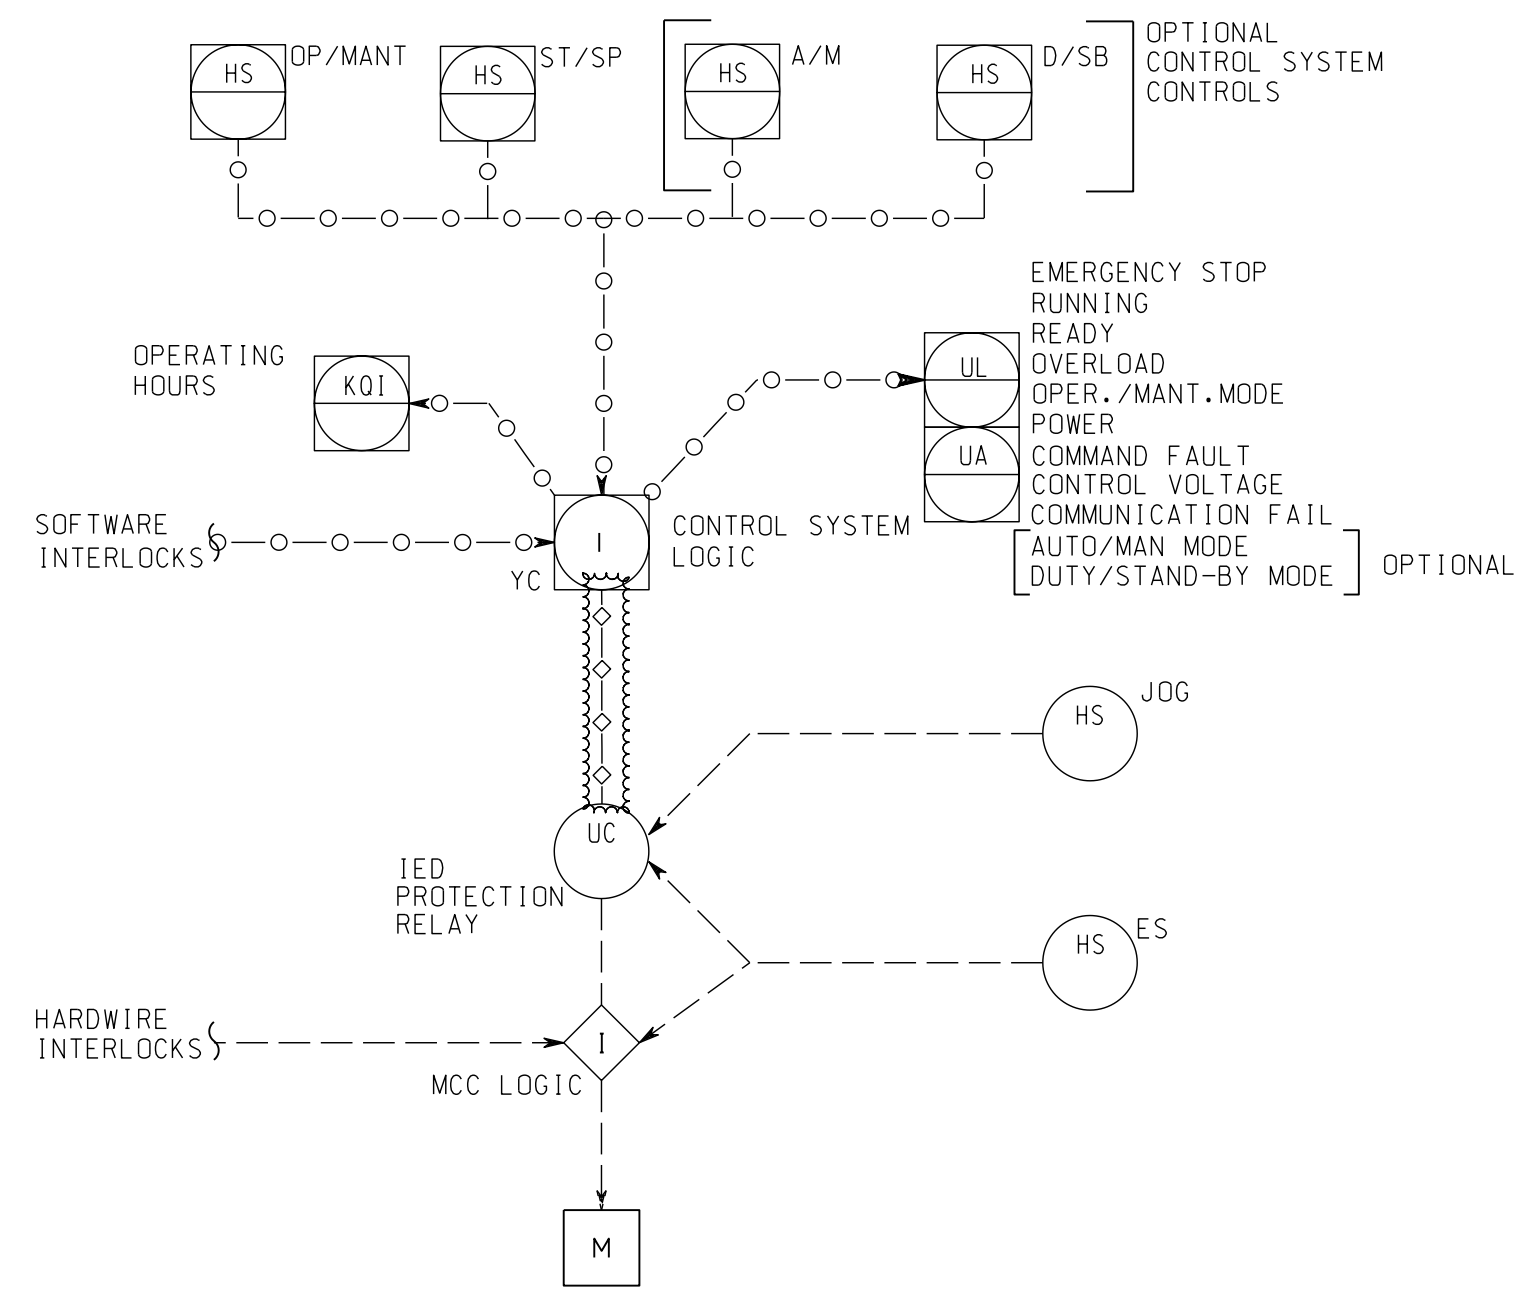 HS OP/MANT
HS ST/SP
HS A/M
HS D/SB
OPTIONAL
CONTROL SYSTEM
CONTROLS
EMERGENCY STOP
RUNNING
READY
OVERLOAD
OPER./MANT.MODE
POWER
COMMAND FAULT
CONTROL VOLTAGE
COMMUNICATION FAIL
AUTO/MAN MODE
DUTY/STAND-BY MODE
OPTIONAL
UL
UA
OPERATING
HOURS
KQI
SOFTWARE
INTERLOCKS
I
YC
CONTROL SYSTEM
LOGIC
HS JOG
UC
IED
PROTECTION
RELAY
HS ES
HARDWIRE
INTERLOCKS
I
MCC LOGIC
M